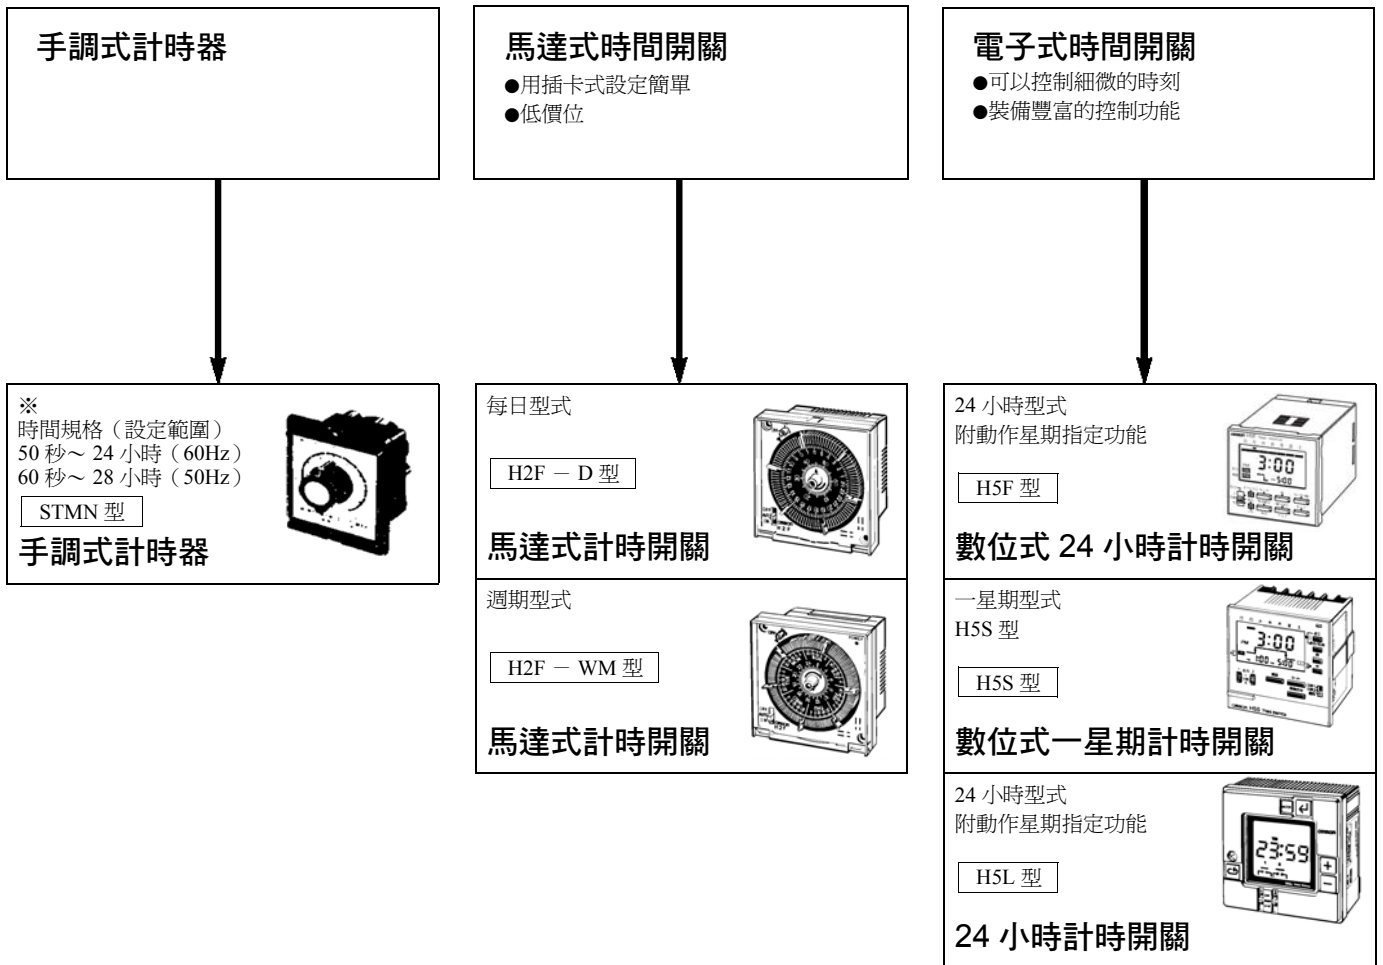 手調式計時器
馬達式時間開關
●用插卡式設定簡單
●低價位
電子式時間開關
●可以控制細微的時刻
●裝備豐富的控制功能
※
時間規格（設定範圍）
50 秒～ 24 小時（60Hz）
60 秒～ 28 小時（50Hz）
STMN 型
手調式計時器
每日型式
H2F － D 型
馬達式計時開關
週期型式
H2F － WM 型
馬達式計時開關
24 小時型式
附動作星期指定功能
H5F 型
3:00
數位式 24 小時計時開關
一星期型式
H5S 型
3:00
H5S 型
數位式一星期計時開關
24 小時型式
附動作星期指定功能
23:59
H5L 型
24 小時計時開關